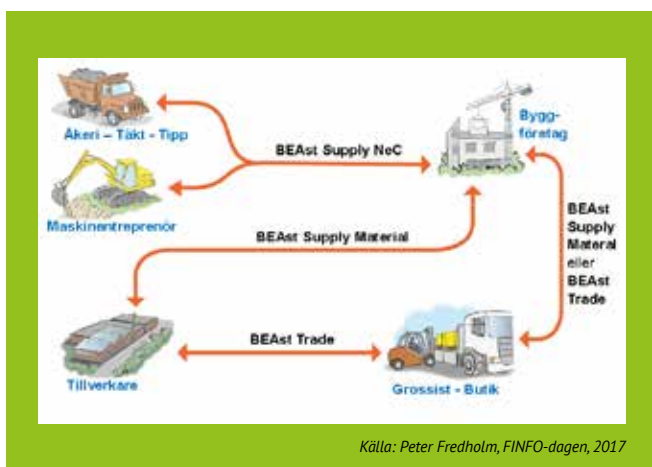 Åkeri – Täkt - Tipp
BEAst Supply NeC
Bygg-
företag
Maskinentreprenör
BEAst Supply Material
BEAst
Supply
Materal
eller
BEAst
Trade
BEAst Trade
Tillverkare
Grossist - Butik
Källa: Peter Fredholm, FINFO-dagen, 2017